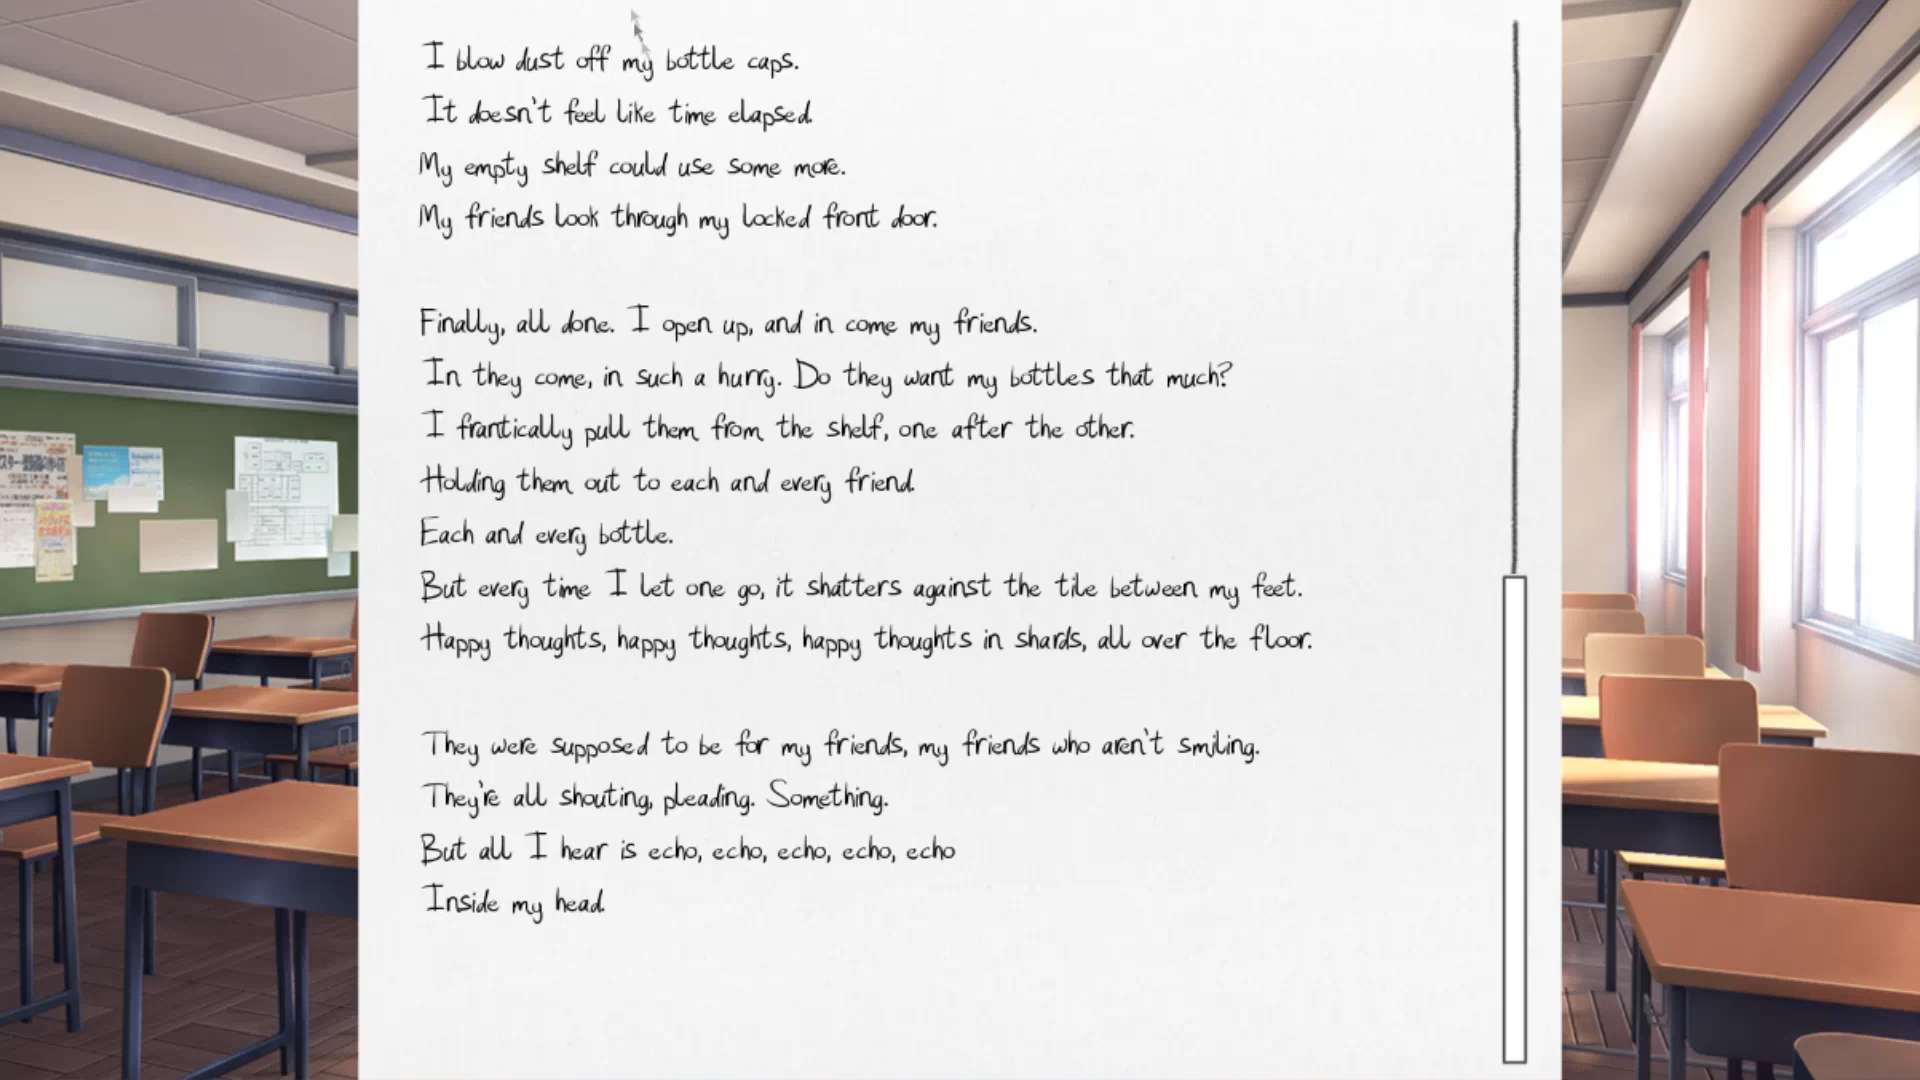 I blow dust off my bottle caps.
It doesn't feel like time elapsed.
My empty shelf could use some more.
My friends look through my locked front door.
Finally, all done. I open up, and in come my friends.
In they come, in such a hurry. Do they want my bottles that much?
I frantically pull them from the shelf, one after the other.
Holding them out to each and every friend.
Each and every bottle.
But every time I let one go, it shatters against the tile between my feet.
Happy thoughts, happy thoughts, happy thoughts in shards, all over the floor.
They were supposed to be for my friends, my friends who aren't smiling.
They're all shouting, pleading. Something.
But all I hear is echo, echo, echo, echo, echo
Inside my head.